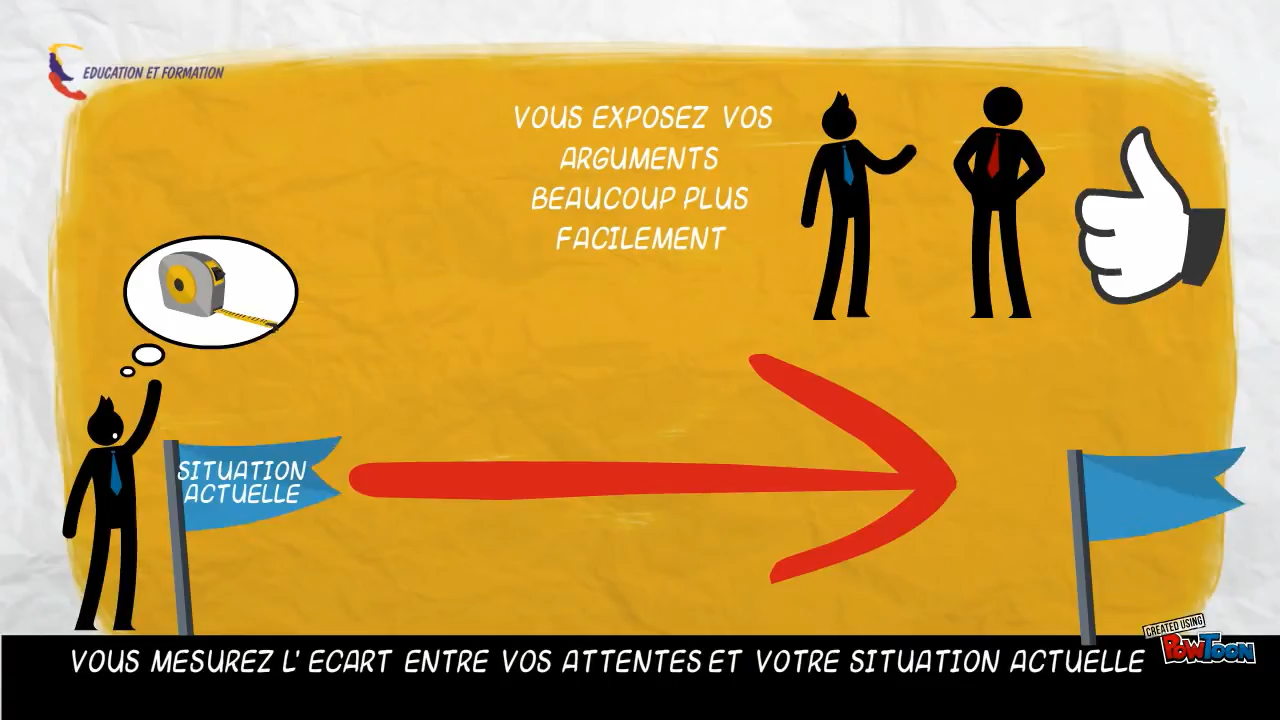 EDUCATION ET FORMATION
VOUS EXPOSEZ VOS
ARGUMENTS
BEAUCOUP PLUS
FACILEMENT
SITUATION
ACTUELLE
CREATED USING
POWTOON
VOUS MESUREZ L' ECART ENTRE VOS ATTENTES ET VOTRE SITUATION ACTUELLE